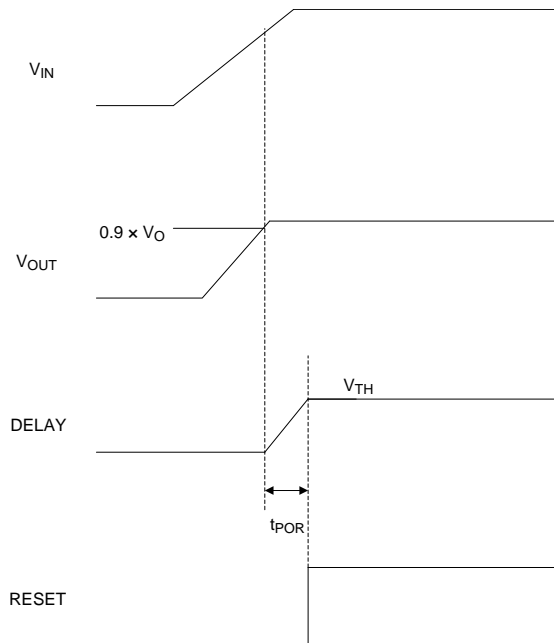 VIN
0.9 × VO
VOUT
VTH
DELAY
tPOR
RESET